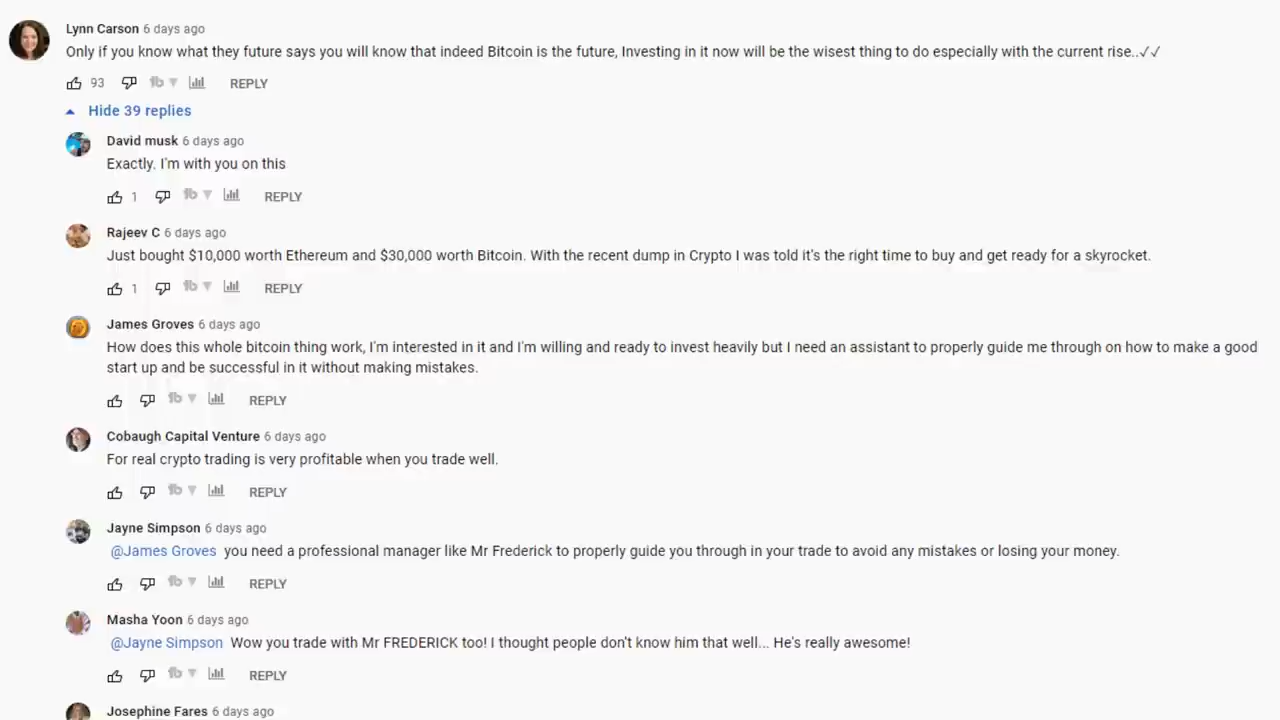 Lynn Carson 6 days ago
Only if you know what they future says you will know that indeed Bitcoin is the future, Investing in it now will be the wisest thing to do especially with the current rise..✓✓
93 REPLY
Hide 39 replies
David musk 6 days ago
Exactly. I'm with you on this
1 REPLY
Rajeev C 6 days ago
Just bought $10,000 worth Ethereum and $30,000 worth Bitcoin. With the recent dump in Crypto I was told it's the right time to buy and get ready for a skyrocket.
1 REPLY
James Groves 6 days ago
How does this whole bitcoin thing work, I'm interested in it and I'm willing and ready to invest heavily but I need an assistant to properly guide me through on how to make a good
start up and be successful in it without making mistakes.
REPLY
Cobaugh Capital Venture 6 days ago
For real crypto trading is very profitable when you trade well.
REPLY
Jayne Simpson 6 days ago
@James Groves you need a professional manager like Mr Frederick to properly guide you through in your trade to avoid any mistakes or losing your money.
REPLY
Masha Yoon 6 days ago
@Jayne Simpson Wow you trade with Mr FREDERICK too! I thought people don't know him that well... He's really awesome!
REPLY
Josephine Fares 6 days ago